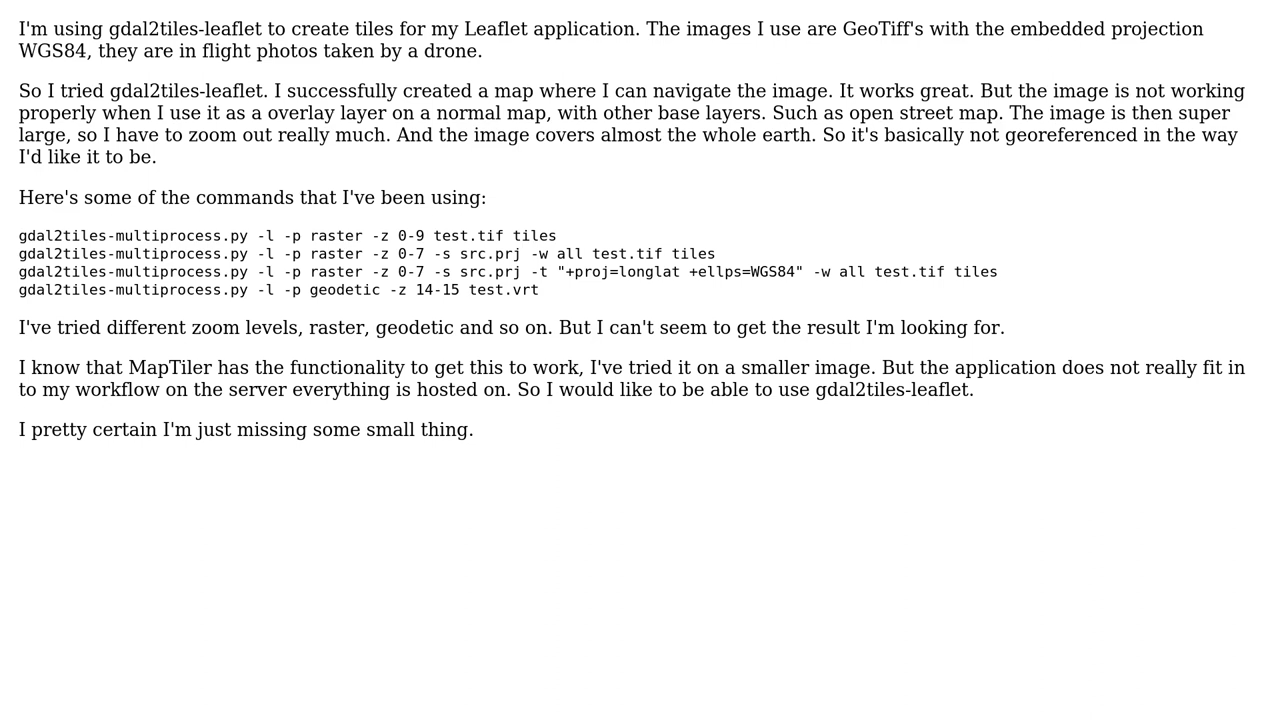 I'm using gdal2tiles-leaflet to create tiles for my Leaflet application. The images I use are GeoTiff's with the embedded projection
WGS84, they are in flight photos taken by a drone.
So I tried gdal2tiles-leaflet. I successfully created a map where I can navigate the image. It works great. But the image is not working
properly when I use it as a overlay layer on a normal map, with other base layers. Such as open street map. The image is then super
large, so I have to zoom out really much. And the image covers almost the whole earth. So it's basically not georeferenced in the way
I'd like it to be.
Here's some of the commands that I've been using:
gdal2tiles-multiprocess.py -l -p raster -z 0-9 test.tif tiles
gdal2tiles-multiprocess.py -l -p raster -z 0-7 -s src.prj -w all test.tif tiles
gdal2tiles-multiprocess.py -l -p raster -z 0-7 -s src.prj -t "+proj=longlat +ellps=WGS84" -w all test.tif tiles
gdal2tiles-multiprocess.py -l -p geodetic -z 14-15 test.vrt
I've tried different zoom levels, raster, geodetic and so on. But I can't seem to get the result I'm looking for.
I know that MapTiler has the functionality to get this to work, I've tried it on a smaller image. But the application does not really fit in
to my workflow on the server everything is hosted on. So I would like to be able to use gdal2tiles-leaflet.
I pretty certain I'm just missing some small thing.